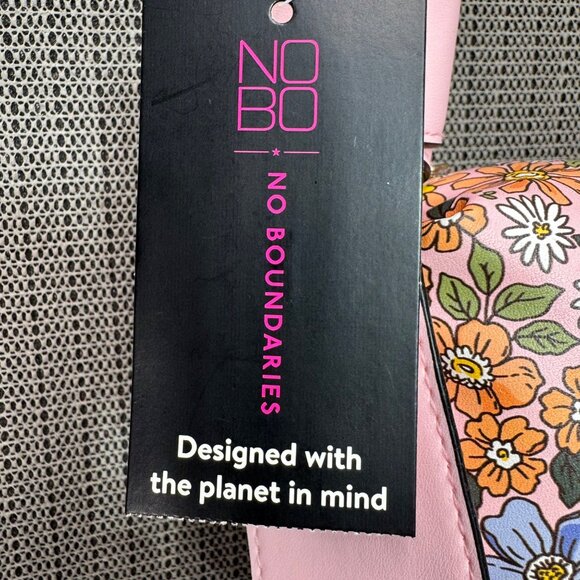 NO
BO
NO BOUNDARIES
Designed with
the planet in mind